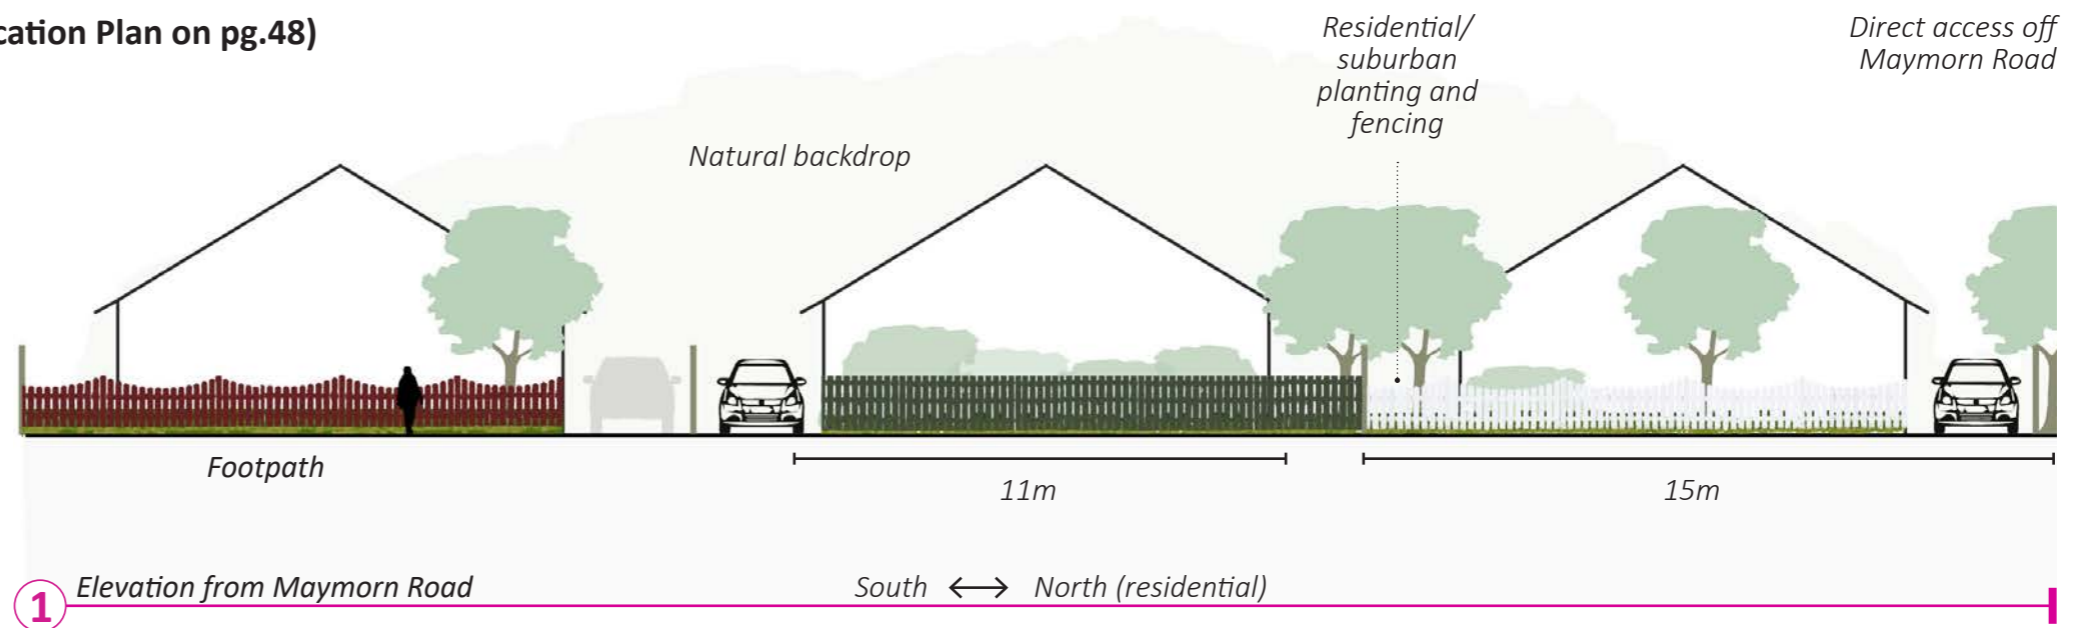 cation Plan on pg.48)
Residential/
suburban
planting and
fencing
Direct access off
Maymorn Road
Natural backdrop
Footpath
11m
15m
1 Elevation from Maymorn Road South ⟷ North (residential)